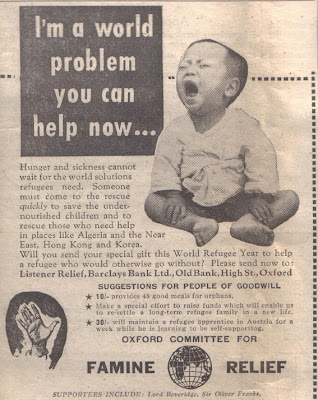 I'm a world
problem
you can
help now...
Hunger and sickness cannot
wait for the world solutions
refugees need. Someone
must come to the rescue
quickly to save the under-
nourished children and to
rescue those who need help
in places like Algeria and the Near
East, Hong Kong and Korea.
Will you send your special gift this World Refugee Year to help
a refugee who would otherwise go without? Please send now to:
Listener Relief, Barclays Bank Ltd., Old Bank, High St., Oxford
SUGGESTIONS FOR PEOPLE OF GOODWILL
★ 10/- provides 48 good meals for orphans.
★ Make a special effort to raise funds which will enable us
to re-settle a long-term refugee family in a new life.
★ 30/- will maintain a refugee apprentice in Austria for a
week while he is learning to be self-supporting.
OXFORD COMMITTEE FOR
FAMINE RELIEF
SUPPORTERS INCLUDE: Lord Beveridge, Sir Oliver Franks,